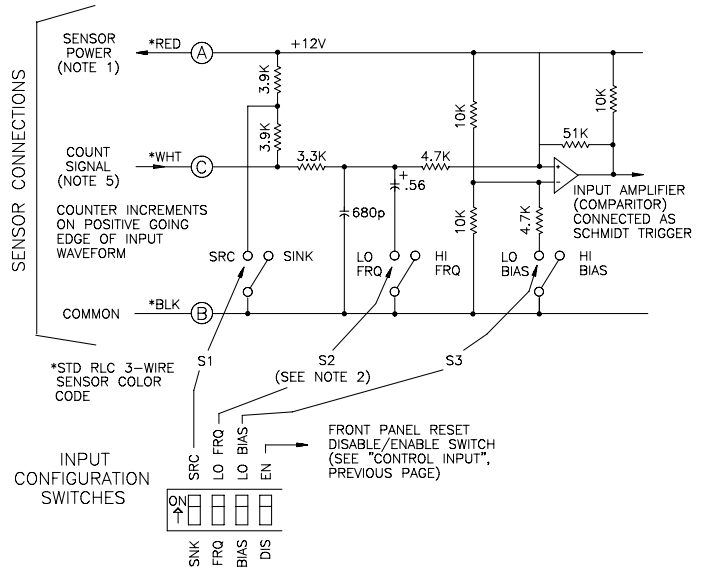 SENSOR CONNECTIONS
SENSOR
POWER
(NOTE 1)
*RED
A
+12V
3.9K
3.9K
10K
10K
51K
COUNT
SIGNAL
(NOTE 5)
*WHT
C
3.3K
4.7K
+
.56
+
-
INPUT AMPLIFIER
(COMPARITOR)
CONNECTED AS
SCHMIDT TRIGGER
COUNTER INCREMENTS
ON POSITIVE GOING
EDGE OF INPUT
WAVEFORM
680p
10K
4.7K
SRC
SINK
LO
FRQ
HI
FRQ
LO
BIAS
HI
BIAS
COMMON
*BLK
B
S1
S2
(SEE NOTE 2)
S3
*STD RLC 3-WIRE
SENSOR COLOR
CODE
INPUT
CONFIGURATION
SWITCHES
SRC
LO FRQ
LO BIAS
EN
FRONT PANEL RESET
DISABLE/ENABLE SWITCH
(SEE "CONTROL INPUT",
PREVIOUS PAGE)
ON
SNK
FRQ
BIAS
DIS